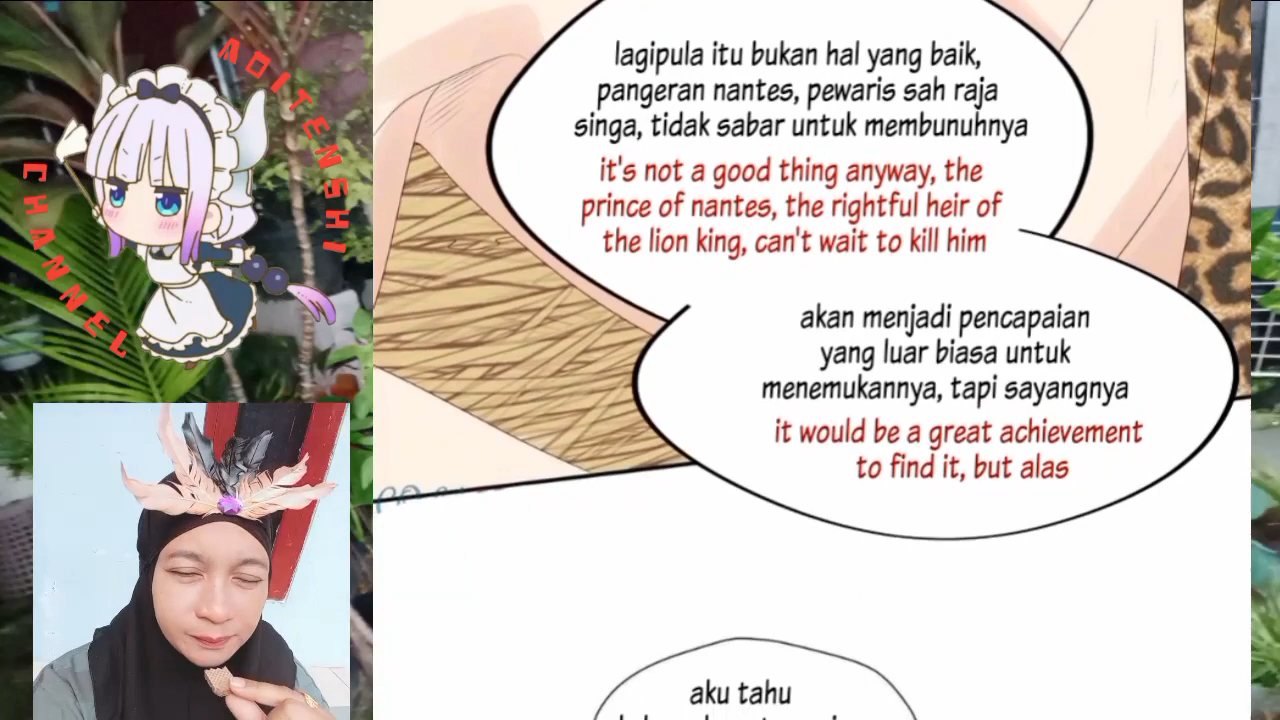 AOITENSHI
CHANNEL
lagipula itu bukan hal yang baik,
pangeran nantes, pewaris sah raja
singa, tidak sabar untuk membunuhnya
it's not a good thing anyway, the
prince of nantes, the rightful heir of
the lion king, can't wait to kill him
akan menjadi pencapaian
yang luar biasa untuk
menemukannya, tapi sayangnya
it would be a great achievement
to find it, but alas
aku tahu